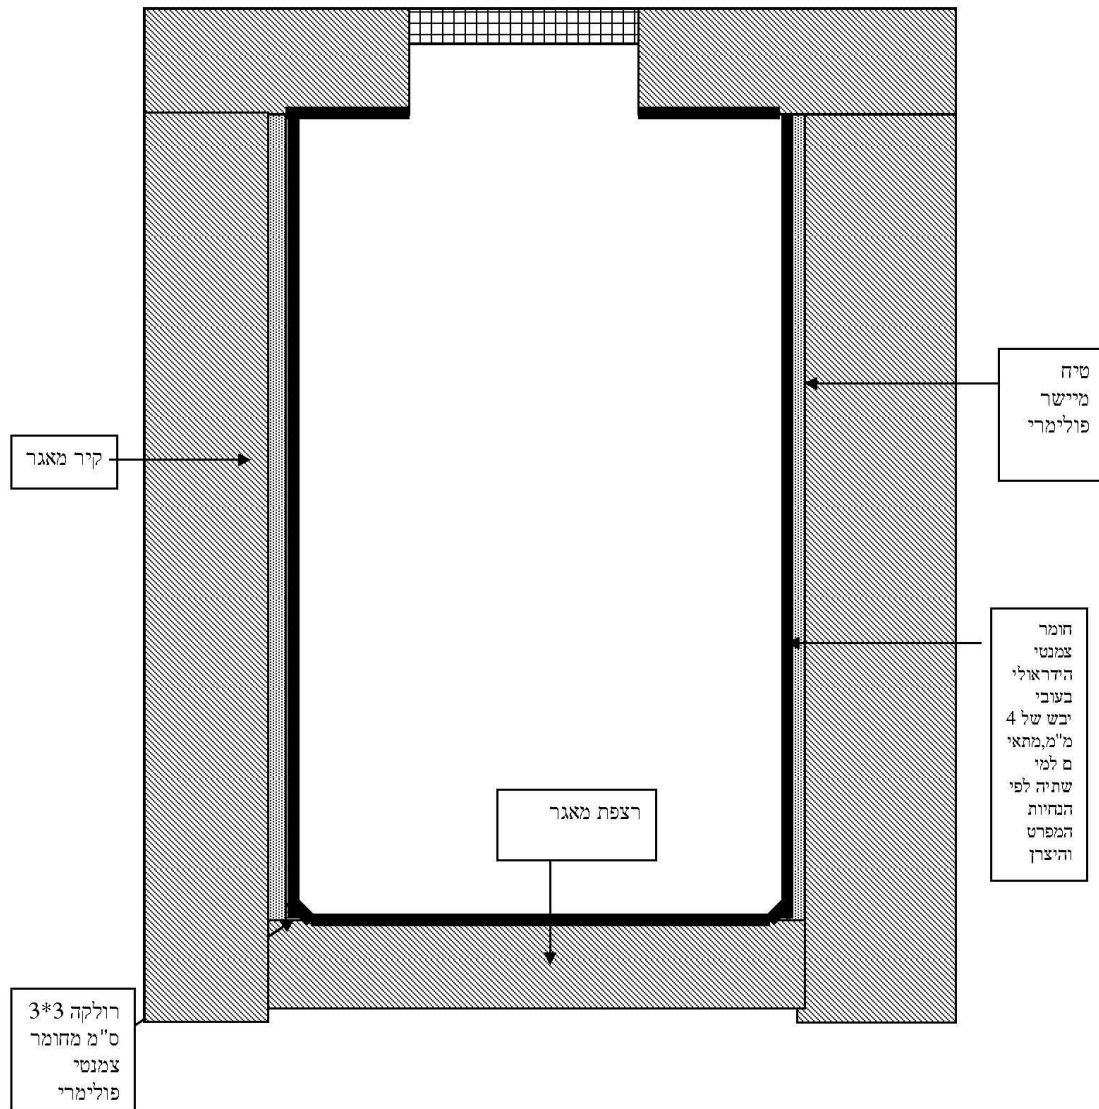 טיח
מיישר
פולימרי
קיר מאגר
חומר
צמנטי
הידראולי
בעובי
יבש של 4
מ"מ,מתאי
ם למי
שתיה לפי
הנחיות
המפרט
והיצרן
רצפת מאגר
רולקה 3*3
ס"מ מחומר
צמנטי
פולימרי